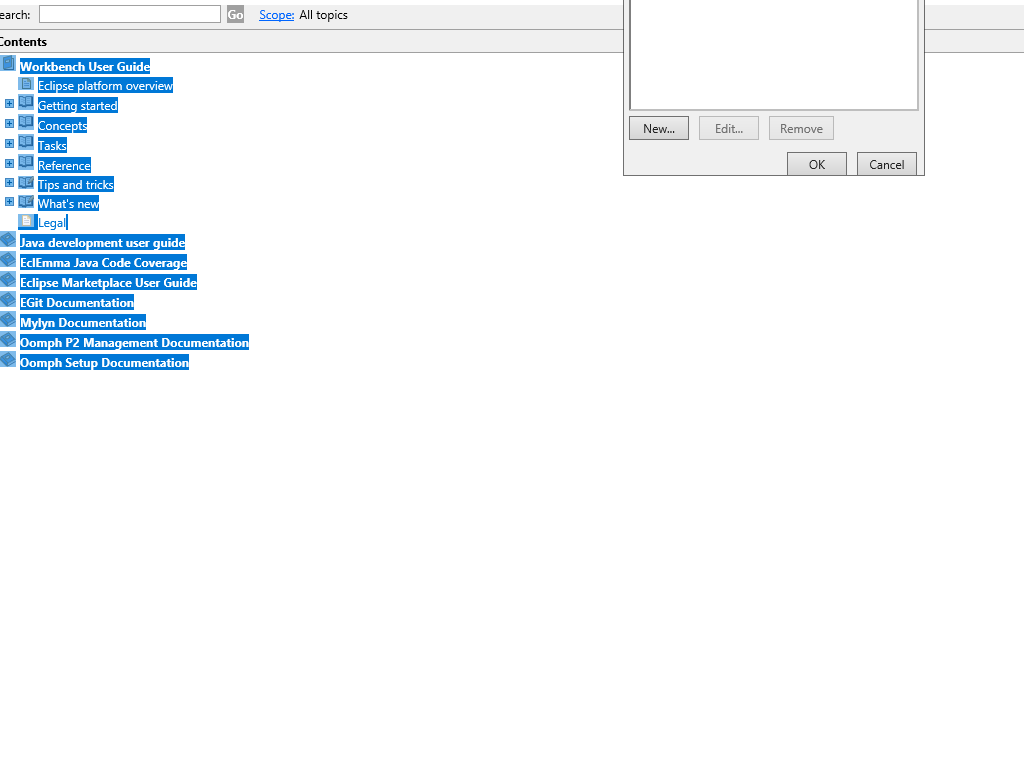 earch: Go Scope: All topics
Contents
Workbench User Guide
Eclipse platform overview
Getting started
Concepts
Tasks
Reference
Tips and tricks
What's new
Legal
Java development user guide
EclEmma Java Code Coverage
Eclipse Marketplace User Guide
EGit Documentation
Mylyn Documentation
Oomph P2 Management Documentation
Oomph Setup Documentation
New... Edit... Remove
OK Cancel